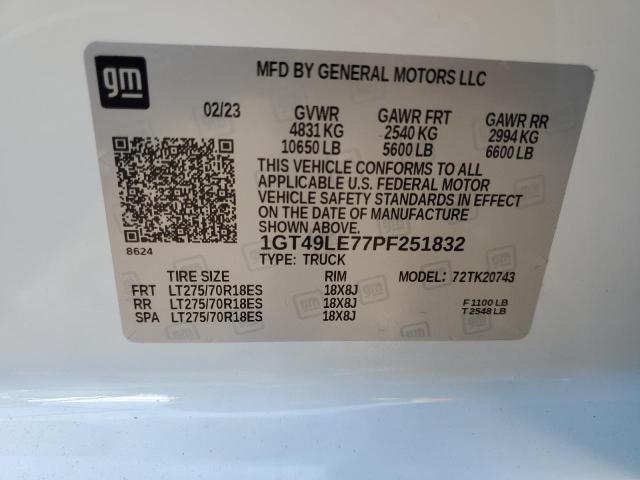 gm
MFD BY GENERAL MOTORS LLC
02/23 GVWR GAWR FRT GAWR RR
4831 KG 2540 KG 2994 KG
10650 LB 5600 LB 6600 LB
THIS VEHICLE CONFORMS TO ALL
APPLICABLE U.S. FEDERAL MOTOR
VEHICLE SAFETY STANDARDS IN EFFECT
ON THE DATE OF MANUFACTURE
SHOWN ABOVE.
8624
1GT49LE77PF251832
TYPE: TRUCK
TIRE SIZE RIM MODEL: 72TK20743
FRT LT275/70R18ES 18X8J
RR LT275/70R18ES 18X8J
SPA LT275/70R18ES 18X8J
F 1100 LB
T 2548 LB